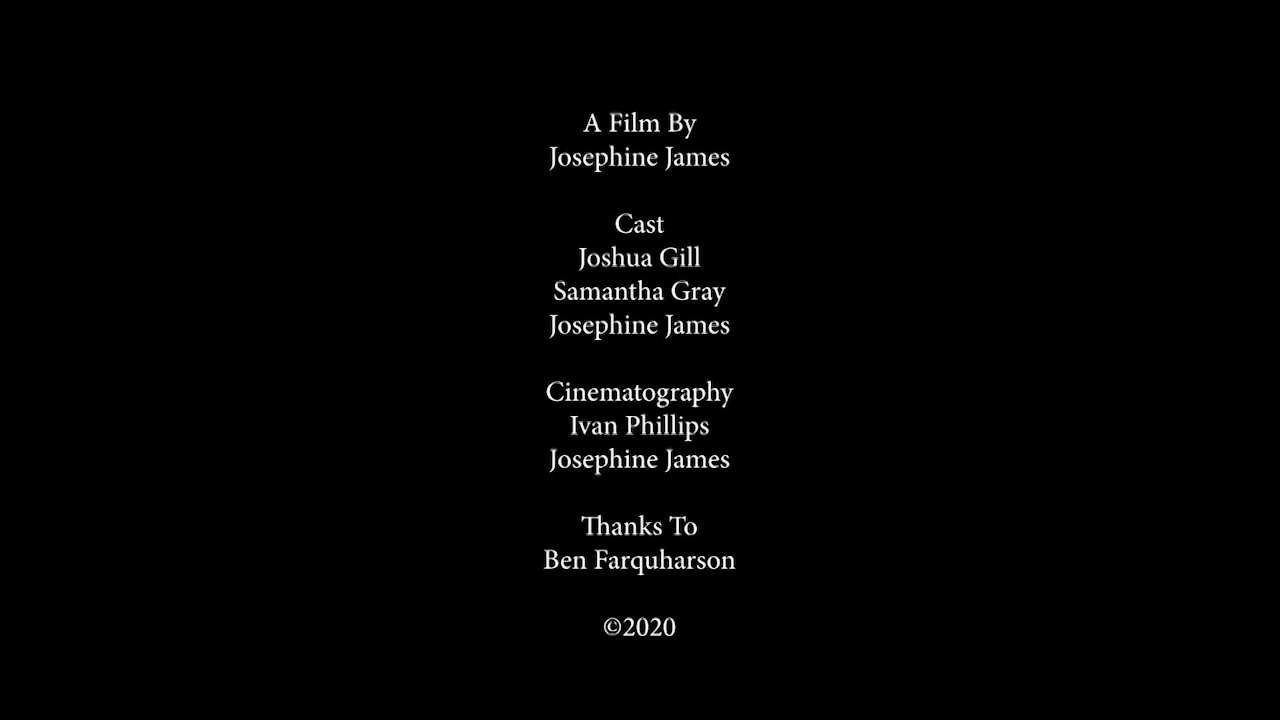 A Film By
Josephine James
Cast
Joshua Gill
Samantha Gray
Josephine James
Cinematography
Ivan Phillips
Josephine James
Thanks To
Ben Farquharson
©2020